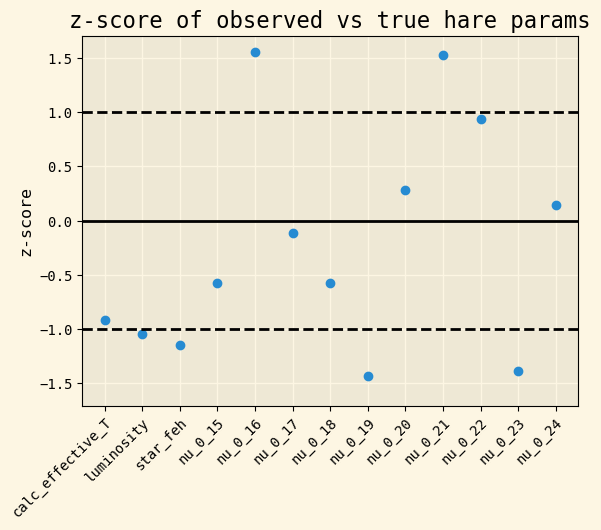 z-score of observed vs true hare params
z-score
1.5
1.0
0.5
0.0
−0.5
−1.0
−1.5
calc_effective_T
luminosity
star_feh
nu_0_15
nu_0_16
nu_0_17
nu_0_18
nu_0_19
nu_0_20
nu_0_21
nu_0_22
nu_0_23
nu_0_24